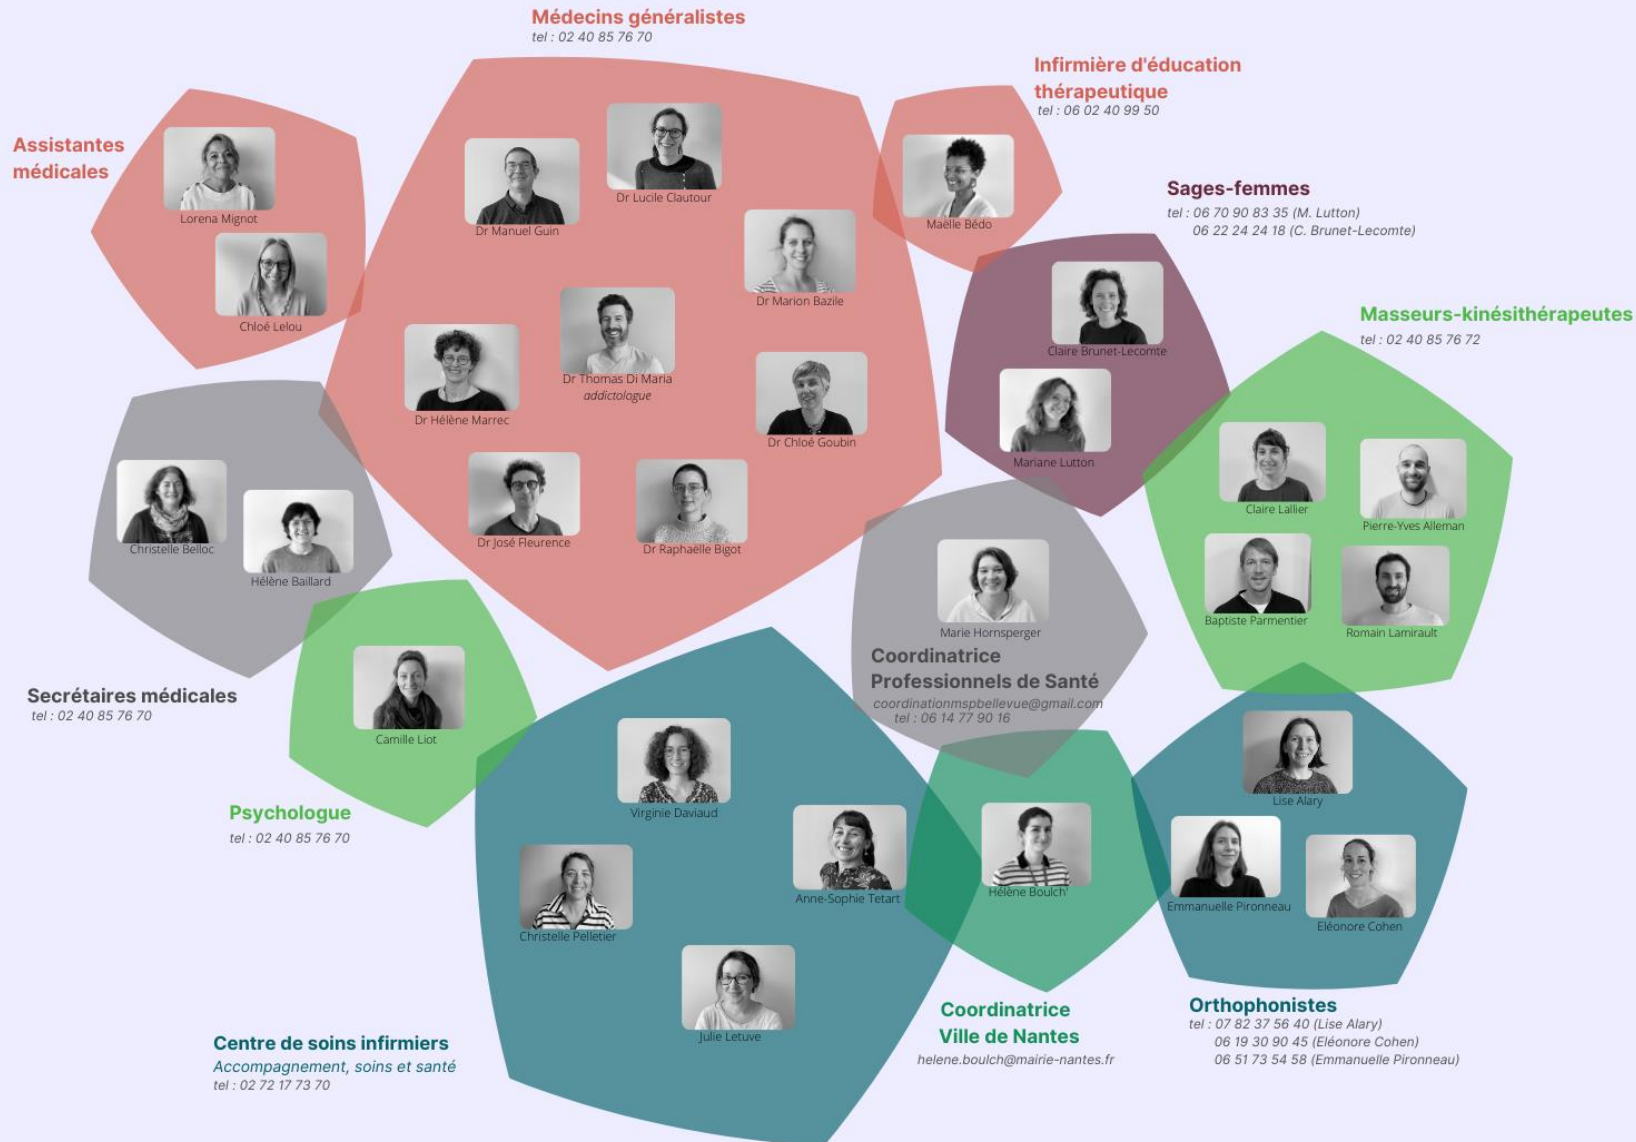 Médecins généralistes
tel : 02 40 85 76 70
Infirmière d'éducation
thérapeutique
tel : 06 02 40 99 50
Assistantes
médicales
Lorena Mignot
Chloé Lelou
Dr Manuel Guin
Dr Lucile Clautour
Dr Marion Bazile
Dr Thomas Di Maria
addictologue
Dr Hélène Marrec
Dr Chloé Goubin
Dr José Fleurence
Dr Raphaëlle Bigot
Maëlle Bédo
Sages-femmes
tel : 06 70 90 83 35 (M. Lutton)
06 22 24 24 18 (C. Brunet-Lecomte)
Claire Brunet-Lecomte
Mariane Lutton
Masseurs-kinésithérapeutes
tel : 02 40 85 76 72
Claire Lallier
Pierre-Yves Alleman
Baptiste Parmentier
Romain Lamirault
Christelle Belloc
Hélène Baillard
Secrétaires médicales
tel : 02 40 85 76 70
Marie Hornsperger
Coordinatrice
Professionnels de Santé
coordinationmspbellevue@gmail.com
tel : 06 14 77 90 16
Camille Liot
Psychologue
tel : 02 40 85 76 70
Virginie Daviaud
Anne-Sophie Tetart
Christelle Pelletier
Julie Letuve
Centre de soins infirmiers
Accompagnement, soins et santé
tel : 02 72 17 73 70
Hélène Boulch'
Coordinatrice
Ville de Nantes
helene.boulch@mairie-nantes.fr
Lise Alary
Emmanuelle Pironneau
Eléonore Cohen
Orthophonistes
tel : 07 82 37 56 40 (Lise Alary)
06 19 30 90 45 (Eléonore Cohen)
06 51 73 54 58 (Emmanuelle Pironneau)